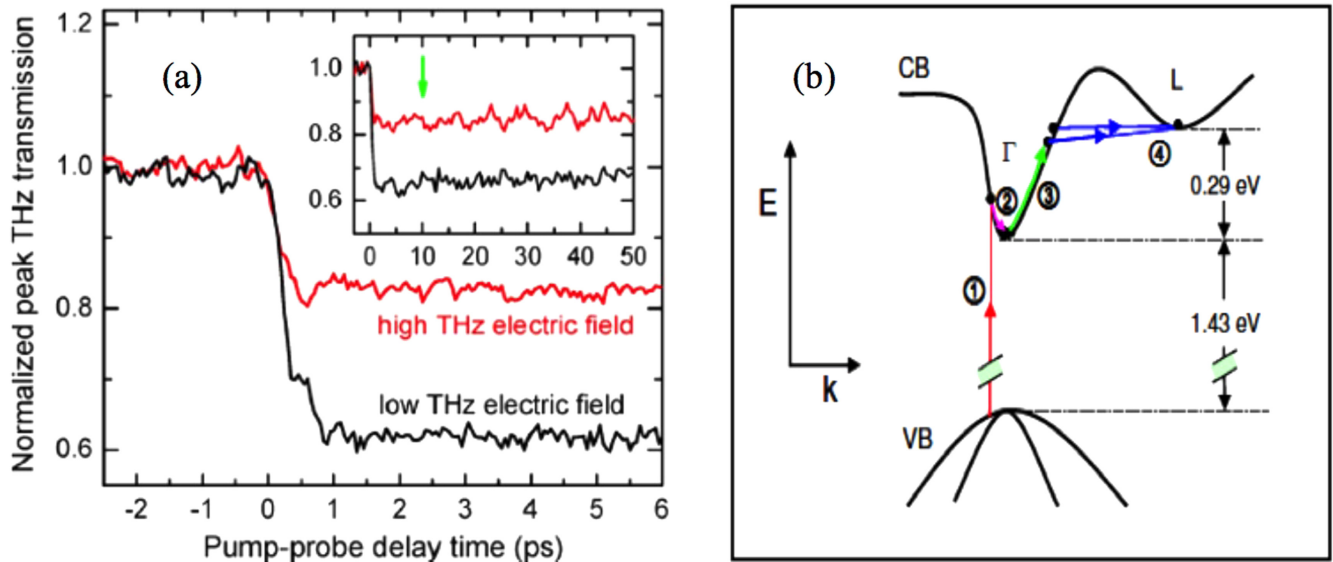 Normalized peak THz transmission
1.2
1.0
0.8
0.6
(a)
1.0
0.8
0.6
0 10 20 30 40 50
high THz electric field
low THz electric field
-2 -1 0 1 2 3 4 5 6
Pump-probe delay time (ps)
(b)
CB
L
Γ
④
②
③
0.29 eV
E
①
1.43 eV
k
VB